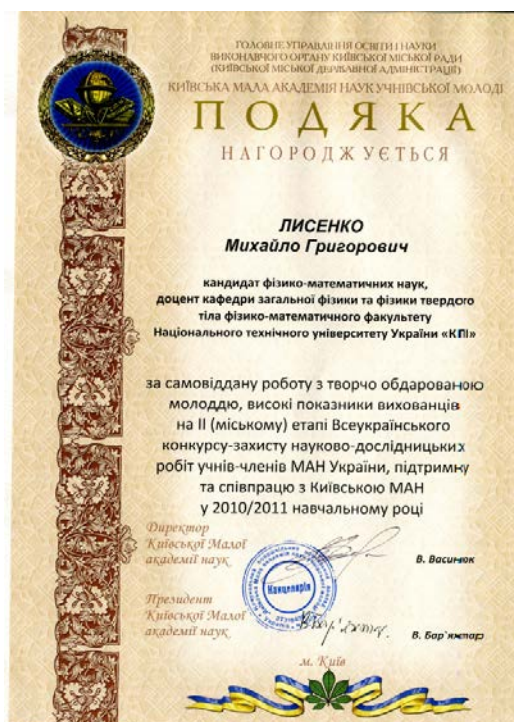 ГОЛОВНЕ УПРАВЛІННЯ ОСВІТИ І НАУКИ
ВИКОНАВЧОГО ОРГАНУ КИЇВСЬКОЇ МІСЬКОЇ РАДИ
(КИЇВСЬКОЇ МІСЬКОЇ ДЕРЖАВНОЇ АДМІНІСТРАЦІЇ)
КИЇВСЬКА МАЛА АКАДЕМІЯ НАУК УЧНІВСЬКОЇ МОЛОДІ
ПОДЯКА
НАГОРОДЖУЄТЬСЯ
ЛИСЕНКО
Михайло Григорович
кандидат фізико-математичних наук,
доцент кафедри загальної фізики та фізики твердого
тіла фізико-математичного факультету
Національного технічного університету України «КПІ»
за самовіддану роботу з творчо обдарованою
молоддю, високі показники вихованців
на ІІ (міському) етапі Всеукраїнського
конкурсу-захисту науково-дослідницьких
робіт учнів-членів МАН України, підтримку
та співпрацю з Київською МАН
у 2010/2011 навчальному році
Директор
Київської Малої
академії наук
В. Васинюк
Канцелярія
Президент
Київської Малої
академії наук
В. Бар`яхтар
м. Київ